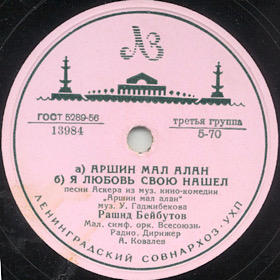 ЛЗ
ГОСТ 5289-56
13984
третья группа
5-70
а) АРШИН МАЛ АЛАН
б) Я ЛЮБОВЬ СВОЮ НАШЕЛ
песни Аскера из муз. кино-комедии
„Аршин мал алан"
муз. У. Гаджибекова
Рашид Бейбутов
Мал. симф. орк. Всесоюзн.
Радио. Дирижер
А. Ковалев
ЛЕНИНГРАДСКИЙ СОВНАРХОЗ-УХП